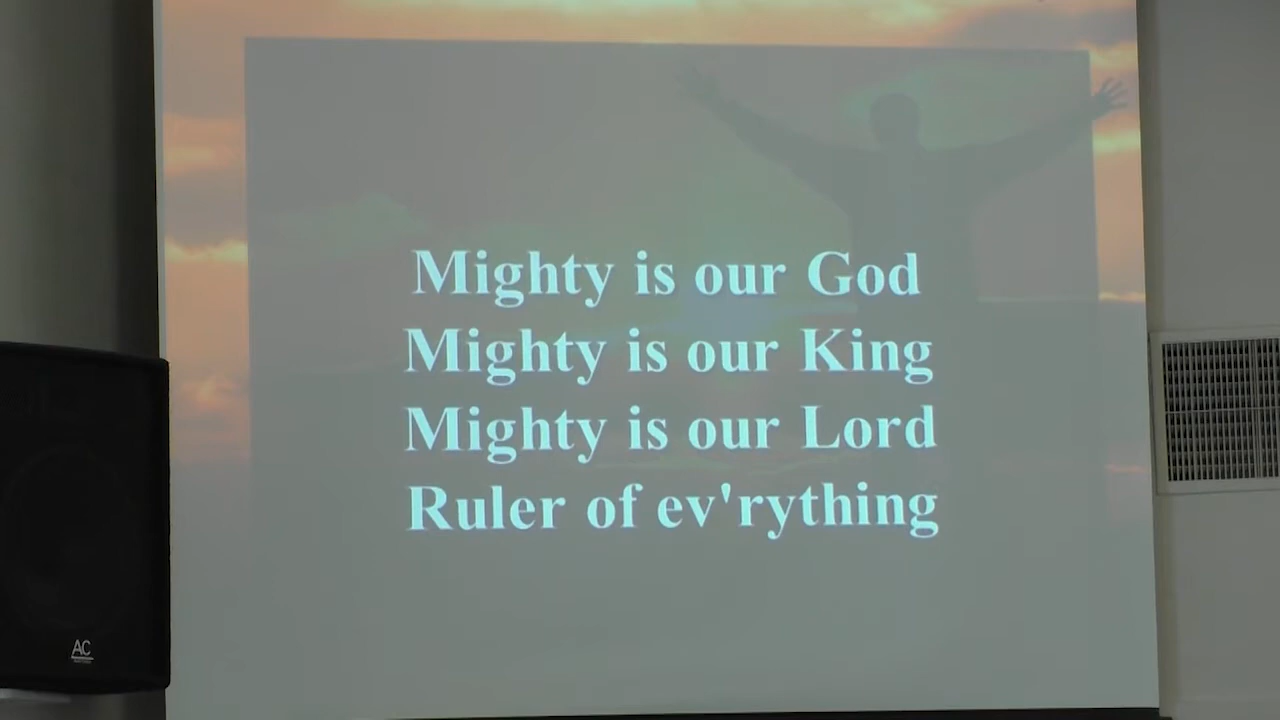 Mighty is our God
Mighty is our King
Mighty is our Lord
Ruler of ev'rything
AC